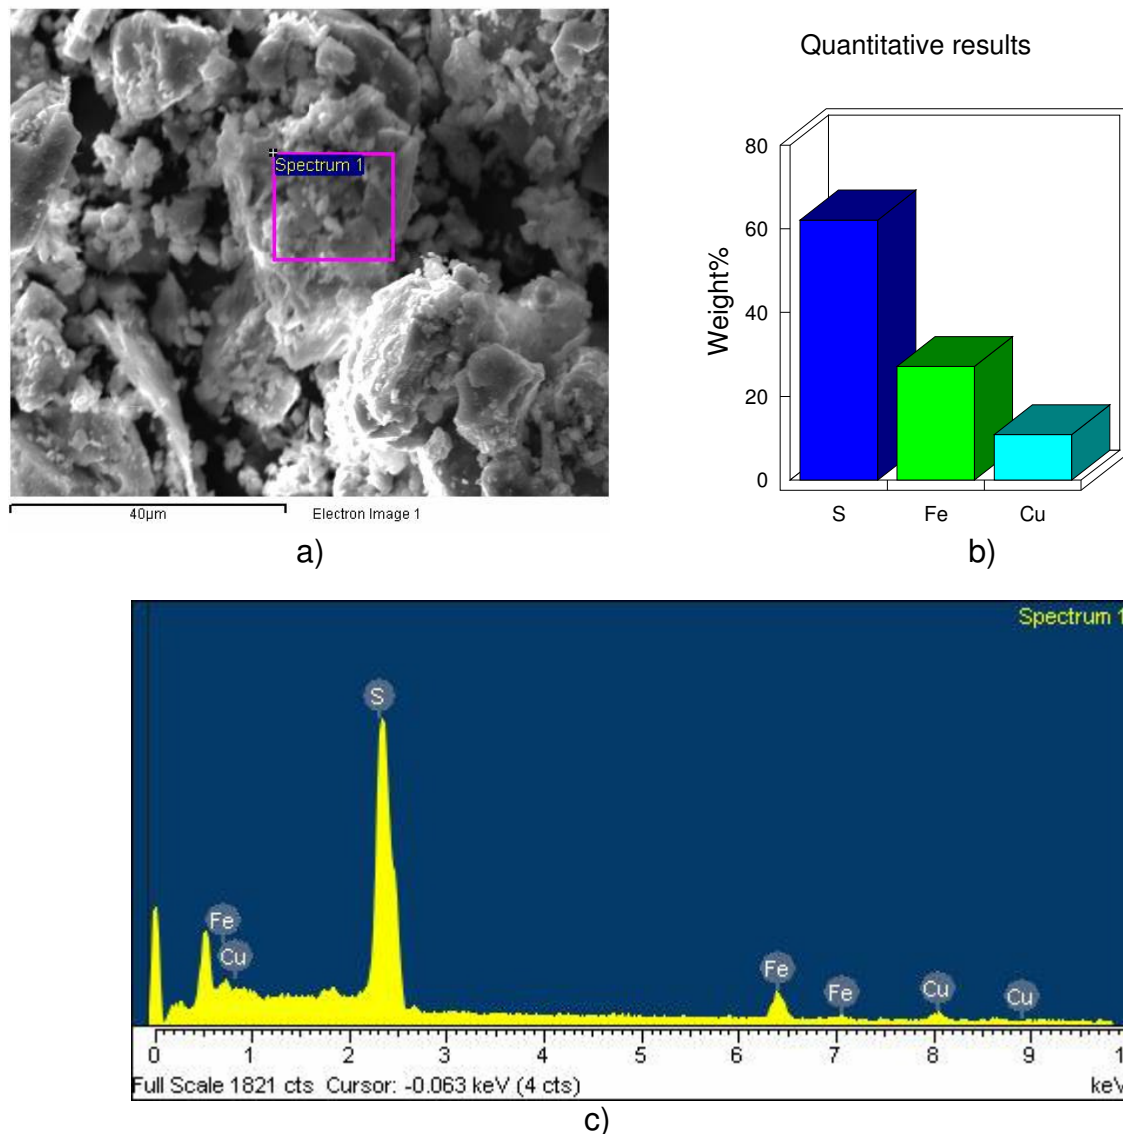 Spectrum 1
40µm
Electron Image 1
a)
Quantitative results
Weight%
80
60
40
20
0
S
Fe
Cu
b)
Spectrum 1
S
Fe
Cu
Fe
Fe
Cu
Cu
0 1 2 3 4 5 6 7 8 9 1
Full Scale 1821 cts Cursor: -0.063 keV (4 cts)
keV
c)